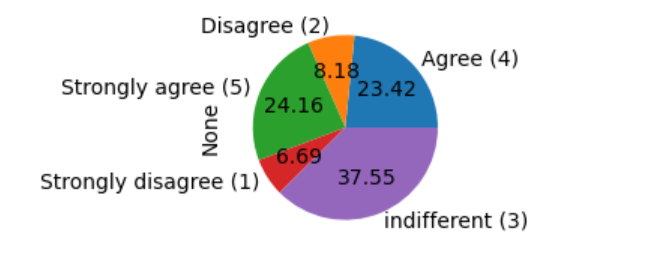 Disagree (2)
Agree (4)
8.18
23.42
Strongly agree (5)
24.16
None
6.69
Strongly disagree (1)
37.55
indifferent (3)